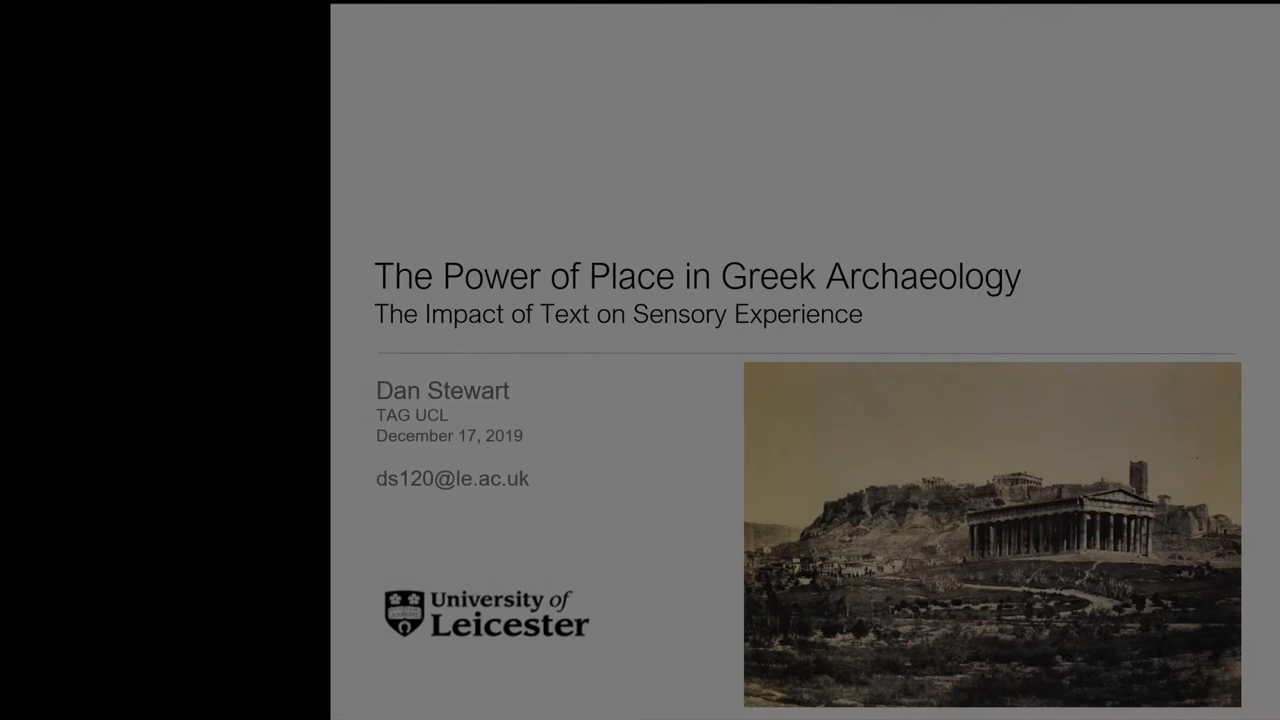 The Power of Place in Greek Archaeology
The Impact of Text on Sensory Experience
Dan Stewart
TAG UCL
December 17, 2019
ds120@le.ac.uk
University of
Leicester